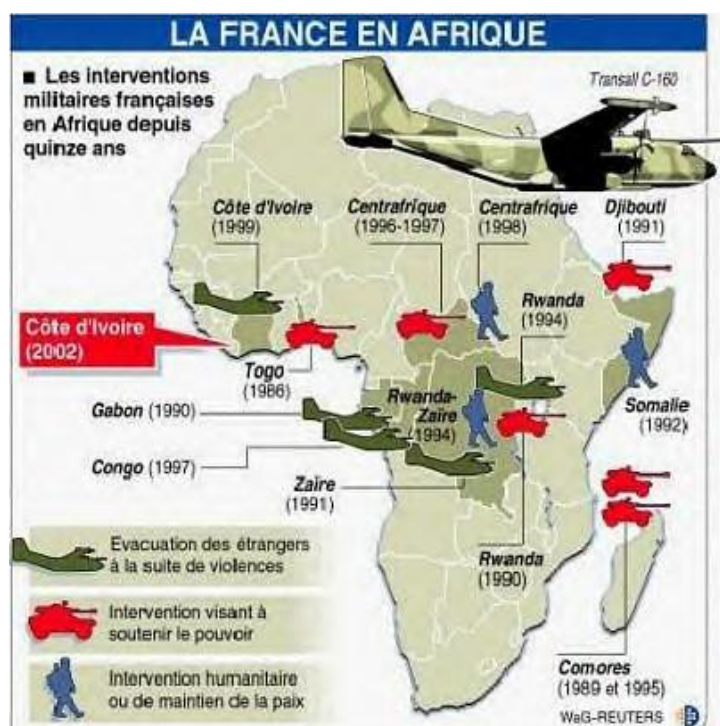 LA FRANCE EN AFRIQUE
■ Les interventions
militaires françaises
en Afrique depuis
quinze ans
Transall C-160
Côte d'Ivoire
(1999)
Centrafrique
(1996-1997)
Centrafrique
(1998)
Djibouti
(1991)
Rwanda
(1994)
Côte d'Ivoire
(2002)
Togo
(1986)
Rwanda-
Zaïre
(1994)
Somalie
(1992)
Gabon (1990)
Congo (1997)
Zaïre
(1991)
Rwanda
(1990)
Evacuation des étrangers
à la suite de violences
Intervention visant à
soutenir le pouvoir
Intervention humanitaire
ou de maintien de la paix
Comores
(1989 et 1995)
WaG-REUTERS